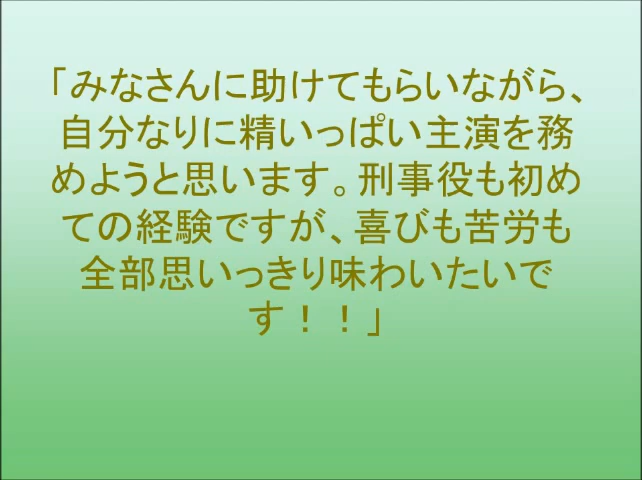 「みなさんに助けてもらいながら、
自分なりに精いっぱい主演を務
めようと思います。刑事役も初め
ての経験ですが、喜びも苦労も
全部思いっきり味わいたいで
す！！」